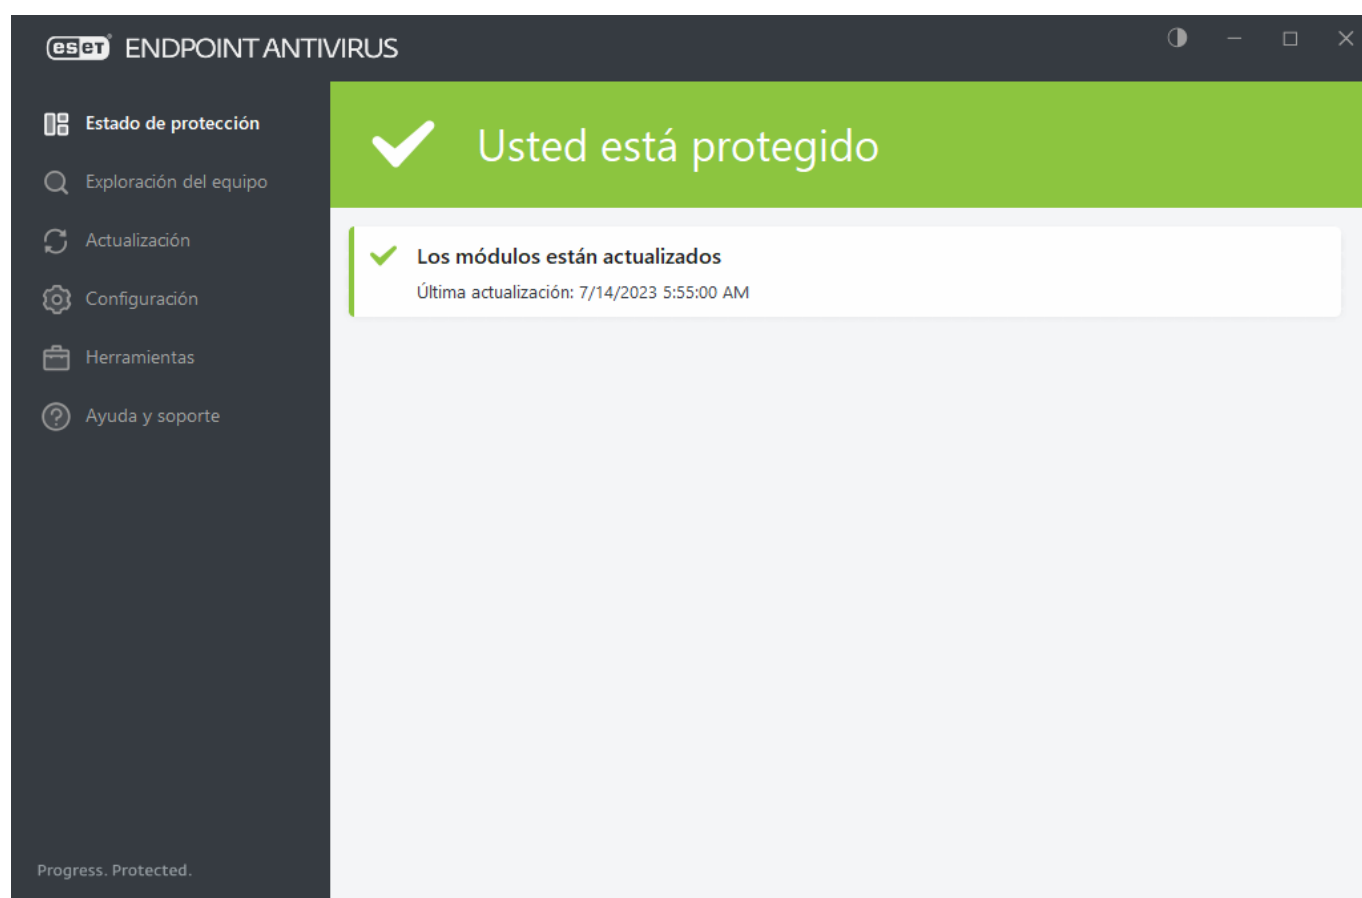 eset ENDPOINT ANTIVIRUS
Estado de protección
Exploración del equipo
Actualización
Configuración
Herramientas
Ayuda y soporte
Progress. Protected.
Usted está protegido
Los módulos están actualizados
Última actualización: 7/14/2023 5:55:00 AM